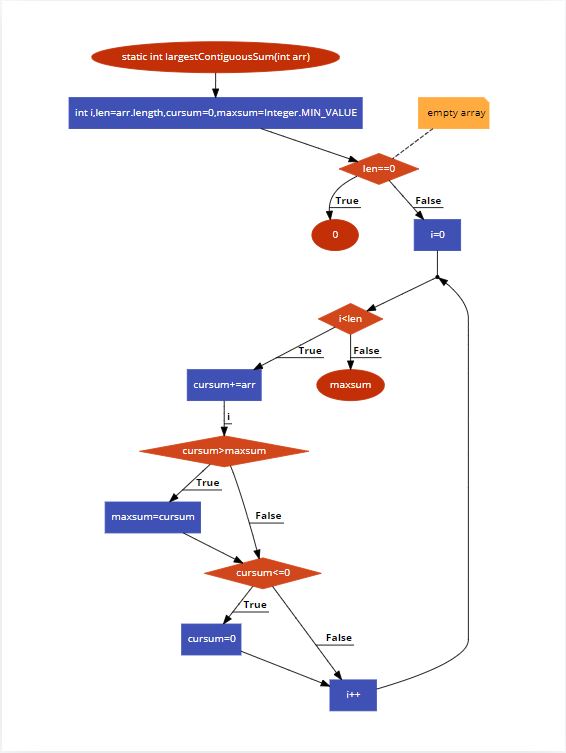 static int largestContiguousSum(int arr)
int i,len=arr.length,cursum=0,maxsum=Integer.MIN_VALUE
empty array
len==0
True
False
0
i=0
i<len
True
False
cursum+=arr
maxsum
i
cursum>maxsum
True
maxsum=cursum
False
cursum<=0
True
cursum=0
False
i++